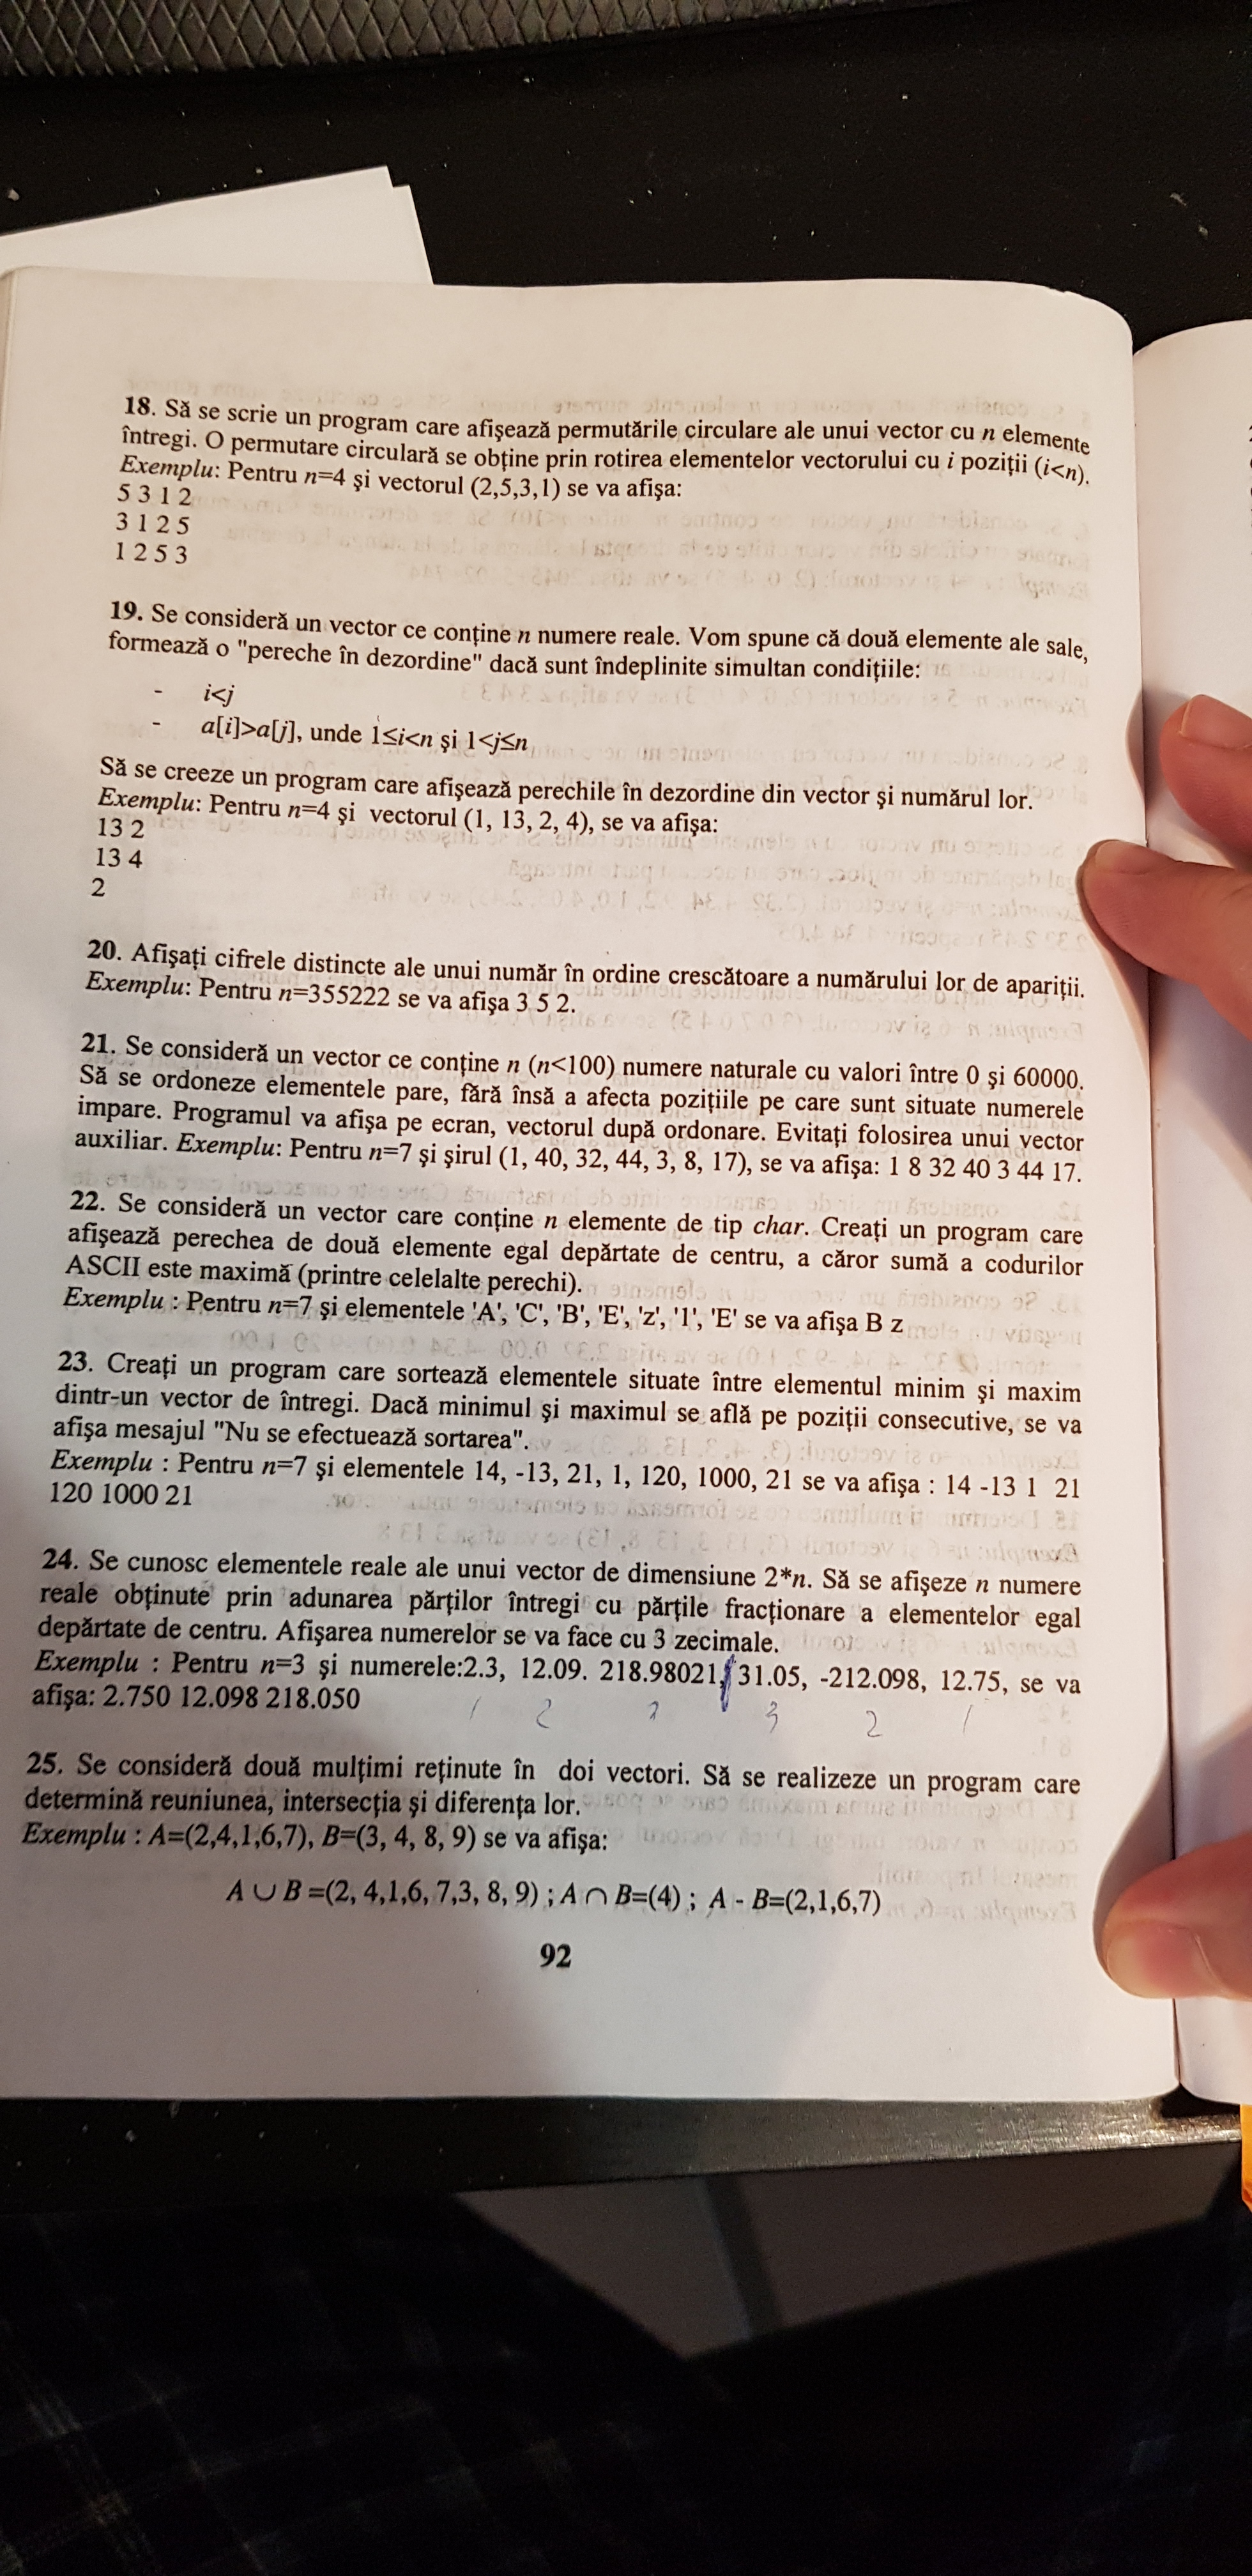 18. Să se scrie un program care afişează permutările circulare ale unui vector cu n elemente
întregi. O permutare circulară se obţine prin rotirea elementelor vectorului cu i poziţii (i<n).
Exemplu: Pentru n=4 şi vectorul (2,5,3,1) se va afişa:
5 3 1 2
3 1 2 5
1 2 5 3
19. Se consideră un vector ce conţine n numere reale. Vom spune că două elemente ale sale,
formează o "pereche în dezordine" dacă sunt îndeplinite simultan condiţiile:
- i<j
- a[i]>a[j], unde 1≤i<n şi 1<j≤n
Să se creeze un program care afişează perechile în dezordine din vector şi numărul lor.
Exemplu: Pentru n=4 şi vectorul (1, 13, 2, 4), se va afişa:
13 2
13 4
2
20. Afişaţi cifrele distincte ale unui număr în ordine crescătoare a numărului lor de apariţii.
Exemplu: Pentru n=355222 se va afişa 3 5 2.
21. Se consideră un vector ce conţine n (n<100) numere naturale cu valori între 0 şi 60000.
Să se ordoneze elementele pare, fără însă a afecta poziţiile pe care sunt situate numerele
impare. Programul va afişa pe ecran, vectorul după ordonare. Evitaţi folosirea unui vector
auxiliar. Exemplu: Pentru n=7 şi şirul (1, 40, 32, 44, 3, 8, 17), se va afişa: 1 8 32 40 3 44 17.
22. Se consideră un vector care conţine n elemente de tip char. Creaţi un program care
afişează perechea de două elemente egal depărtate de centru, a căror sumă a codurilor
ASCII este maximă (printre celelalte perechi).
Exemplu : Pentru n=7 şi elementele 'A', 'C', 'B', 'E', 'z', '1', 'E' se va afişa B z
23. Creaţi un program care sortează elementele situate între elementul minim şi maxim
dintr-un vector de întregi. Dacă minimul şi maximul se află pe poziţii consecutive, se va
afişa mesajul "Nu se efectuează sortarea".
Exemplu : Pentru n=7 şi elementele 14, -13, 21, 1, 120, 1000, 21 se va afişa : 14 -13 1 21
120 1000 21
24. Se cunosc elementele reale ale unui vector de dimensiune 2*n. Să se afişeze n numere
reale obţinute prin adunarea părţilor întregi cu părţile fracţionare a elementelor egal
depărtate de centru. Afişarea numerelor se va face cu 3 zecimale.
Exemplu : Pentru n=3 şi numerele:2.3, 12.09. 218.98021, 31.05, -212.098, 12.75, se va
afişa: 2.750 12.098 218.050
1 2 3 2 1
25. Se consideră două mulţimi reţinute în doi vectori. Să se realizeze un program care
determină reuniunea, intersecţia şi diferenţa lor.
Exemplu : A=(2,4,1,6,7), B=(3, 4, 8, 9) se va afişa:
A ∪ B =(2, 4,1,6, 7,3, 8, 9) ; A ∩ B=(4) ; A - B=(2,1,6,7)
92